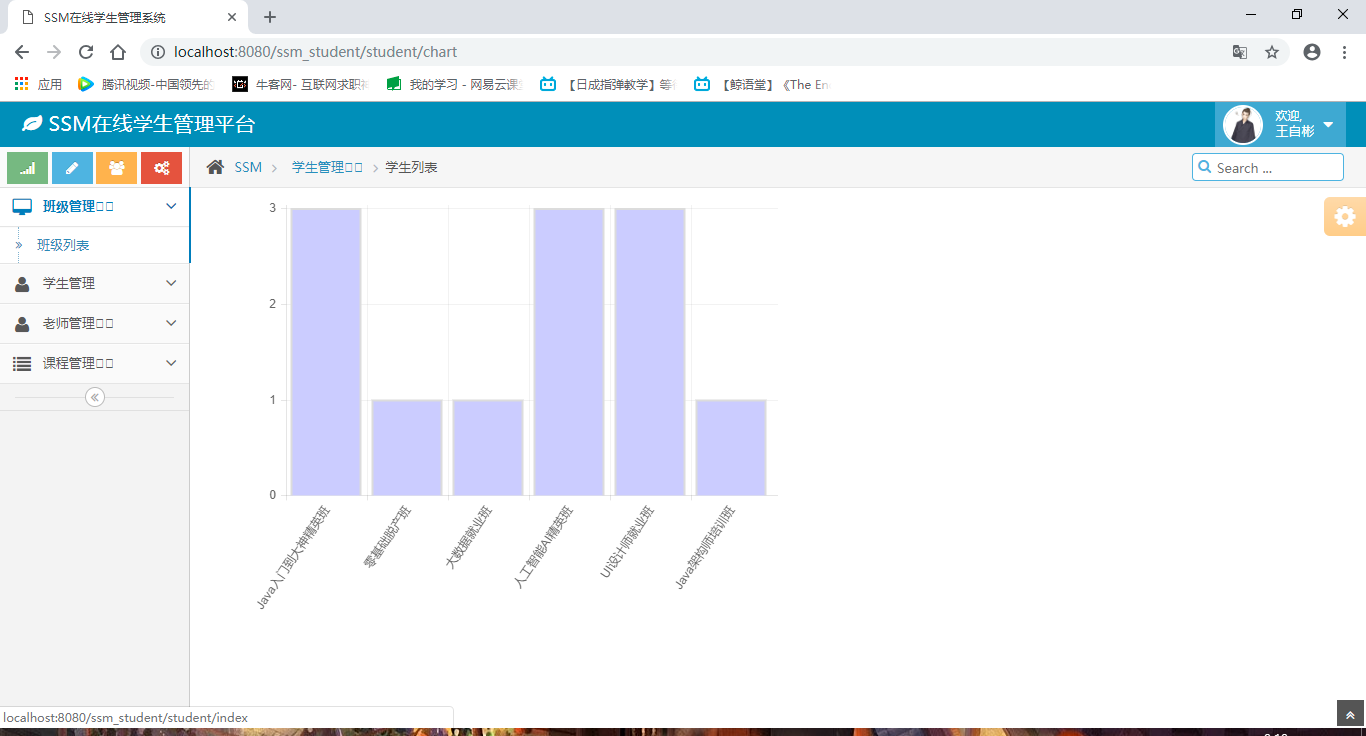 SSM在线学生管理系统
localhost:8080/ssm_student/student/chart
应用
腾讯视频-中国领先的
牛客网- 互联网求职
我的学习 - 网易云课
【日成指弹教学】等
【鲸语堂】《The En
SSM在线学生管理平台
欢迎,
王自彬
SSM
学生管理
学生列表
Search ...
班级管理
班级列表
学生管理
老师管理
课程管理
3
2
1
0
Java入门到大神精英班
零基础脱产班
大数据就业班
人工智能AI精英班
UI设计师就业班
Java架构师培训班
localhost:8080/ssm_student/student/index